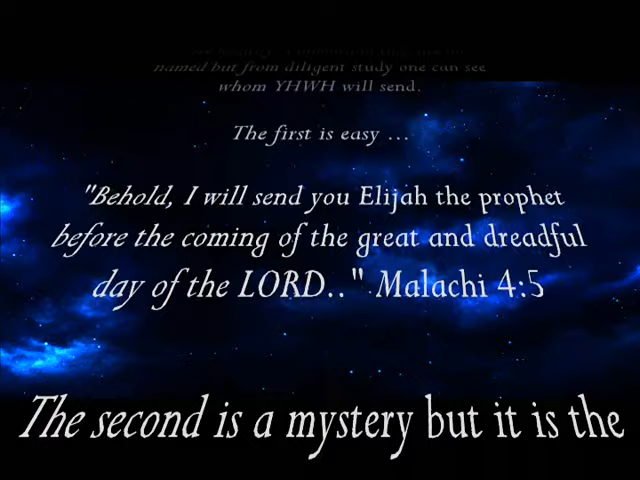 named but from diligent study one can see
whom YHWH will send.
The first is easy ...
"Behold, I will send you Elijah the prophet
before the coming of the great and dreadful
day of the LORD.." Malachi 4:5
The second is a mystery but it is the